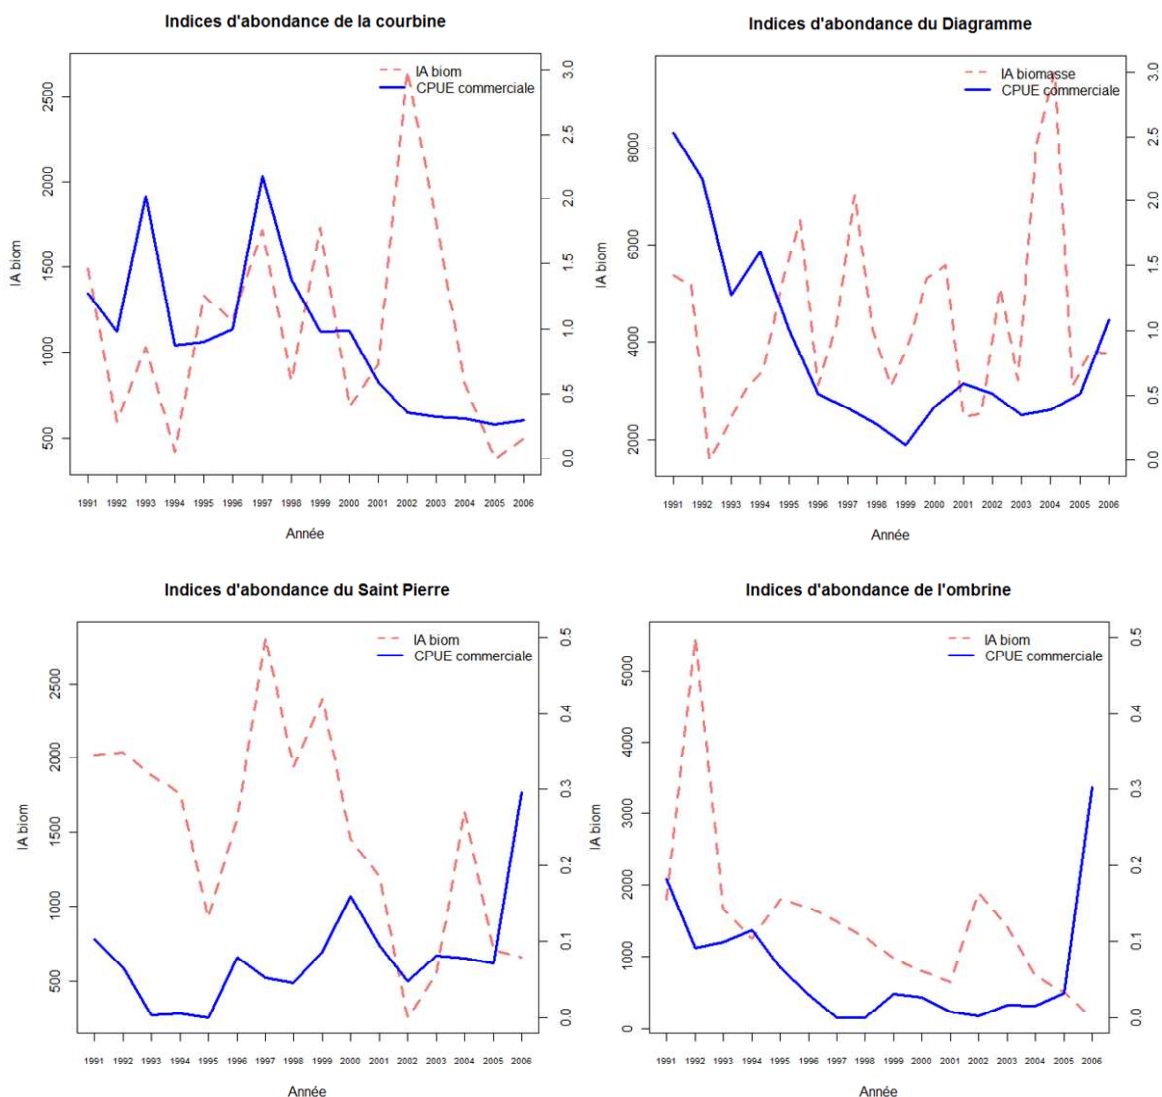 Indices d'abondance de la courbine
IA biom
CPUE commerciale
2500
2000
1500
1000
500
IA biom
3.0
2.5
2.0
1.5
1.0
0.5
0.0
1991 1992 1993 1994 1995 1996 1997 1998 1999 2000 2001 2002 2003 2004 2005 2006
Année
Indices d'abondance du Diagramme
IA biomasse
CPUE commerciale
8000
6000
4000
2000
IA biom
3.0
2.5
2.0
1.5
1.0
0.5
0.0
1991 1992 1993 1994 1995 1996 1997 1998 1999 2000 2001 2002 2003 2004 2005 2006
Année
Indices d'abondance du Saint Pierre
IA biom
CPUE commerciale
2500
2000
1500
1000
500
IA biom
0.5
0.4
0.3
0.2
0.1
0.0
1991 1992 1993 1994 1995 1996 1997 1998 1999 2000 2001 2002 2003 2004 2005 2006
Année
Indices d'abondance de l'ombrine
IA biom
CPUE commerciale
5000
4000
3000
2000
1000
0
IA biom
0.5
0.4
0.3
0.2
0.1
0.0
1991 1992 1993 1994 1995 1996 1997 1998 1999 2000 2001 2002 2003 2004 2005 2006
Année